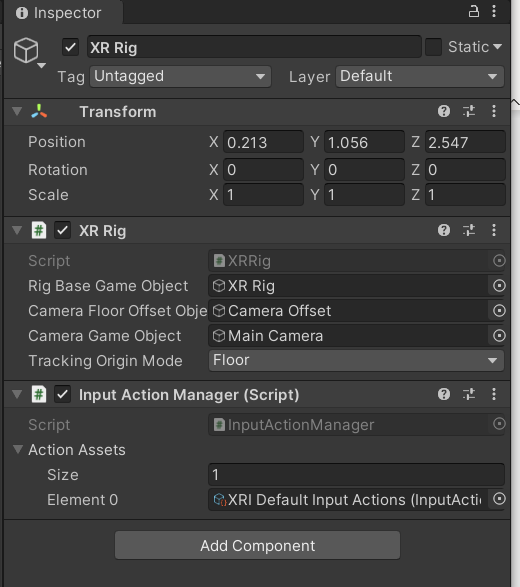 Inspector
XR Rig
Static
Tag Untagged Layer Default
Transform
Position X 0.213 Y 1.056 Z 2.547
Rotation X 0 Y 0 Z 0
Scale X 1 Y 1 Z 1
XR Rig
Script XRRig
Rig Base Game Object XR Rig
Camera Floor Offset Obje Camera Offset
Camera Game Object Main Camera
Tracking Origin Mode Floor
Input Action Manager (Script)
Script InputActionManager
Action Assets
Size 1
Element 0 XRI Default Input Actions (InputActi
Add Component